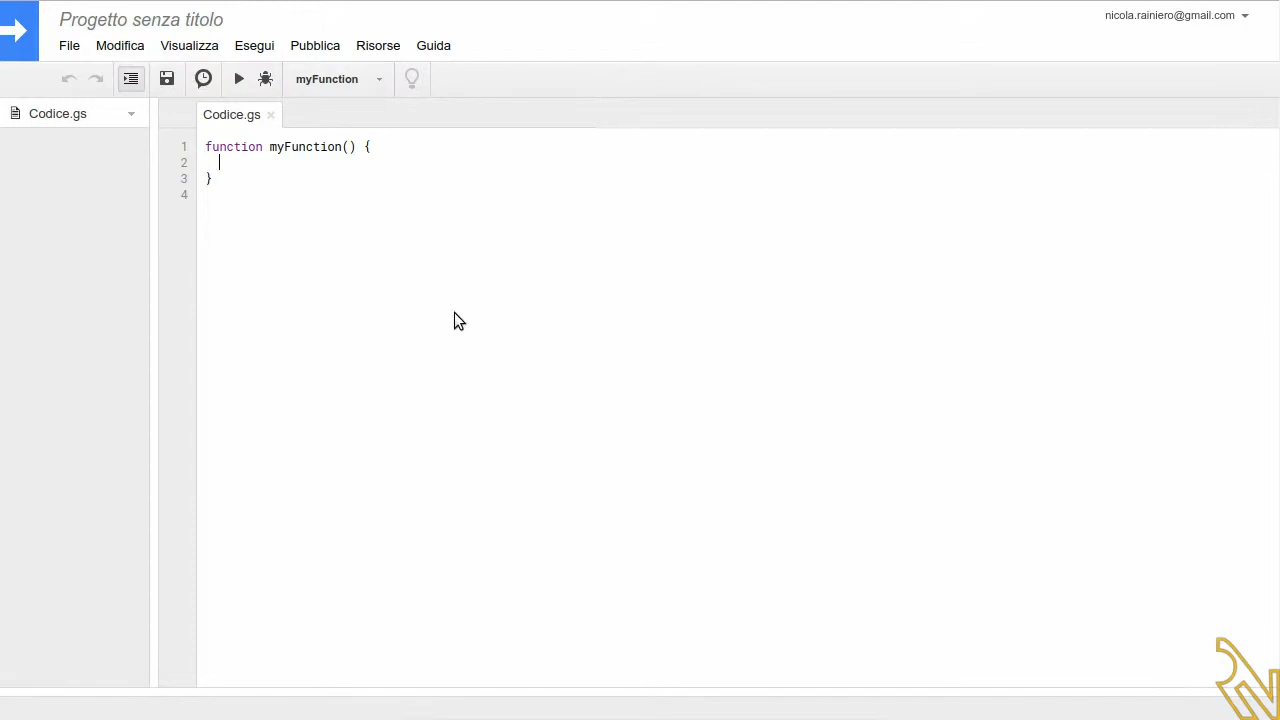 Progetto senza titolo
nicola.rainiero@gmail.com
File Modifica Visualizza Esegui Pubblica Risorse Guida
myFunction
Codice.gs
Codice.gs
1 function myFunction() {
2
3 }
4